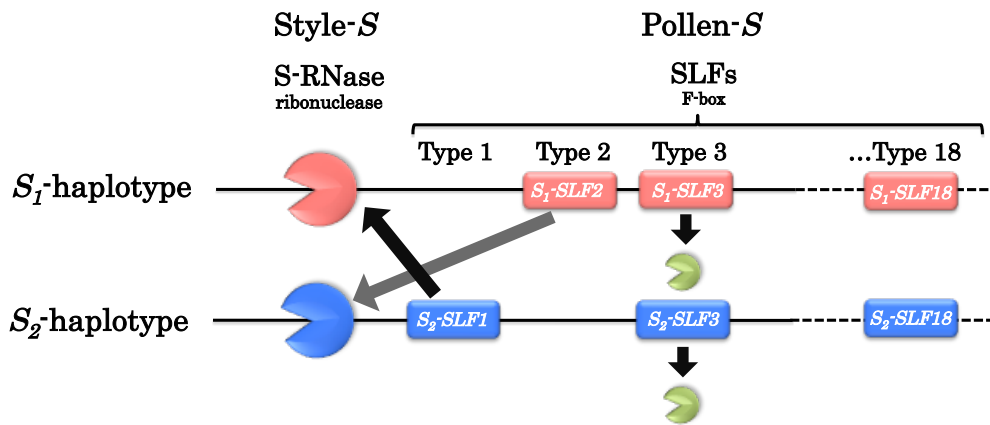 Style-S Pollen-S
S-RNase SLFs
ribonuclease F-box
Type 1 Type 2 Type 3 ...Type 18
S1-haplotype S1-SLF2 S1-SLF3 S1-SLF18
S2-haplotype S2-SLF1 S2-SLF3 S2-SLF18